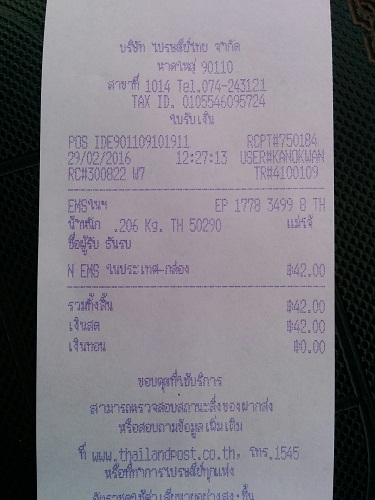 บริษัท ไปรษณีย์ไทย จำกัด
หาดใหญ่ 90110
สาขาที่ 1014 Tel.074-243121
TAX ID. 0105546095724
ใบรับเงิน
POS IDE901109101911 RCPT#750184
29/02/2016 12:27:13 USER#KANOKWAN
RC#300822 W7 TR#4100109
EMSในฯ EP 1778 3499 8 TH
น้ำหนัก .206 Kg. TH 50290 แม่โจ้
ชื่อผู้รับ ธันรบ
N EMS ในประเทศ-กล่อง ฿42.00
รวมทั้งสิ้น ฿42.00
เงินสด ฿42.00
เงินทอน ฿0.00
ขอบคุณที่ใช้บริการ
สามารถตรวจสอบสถานะสิ่งของฝากส่ง
หรือสอบถามข้อมูลเพิ่มเติม
ที่ www.thailandpost.co.th, โทร.1545
หรือที่ทำการไปรษณีย์ทุกแห่ง